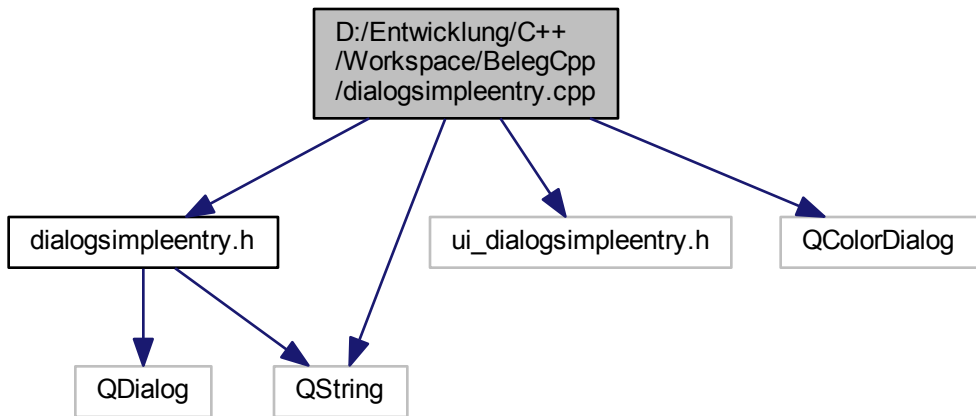 D:/Entwicklung/C++
/Workspace/BelegCpp
/dialogsimpleentry.cpp
dialogsimpleentry.h
ui_dialogsimpleentry.h
QColorDialog
QDialog
QString